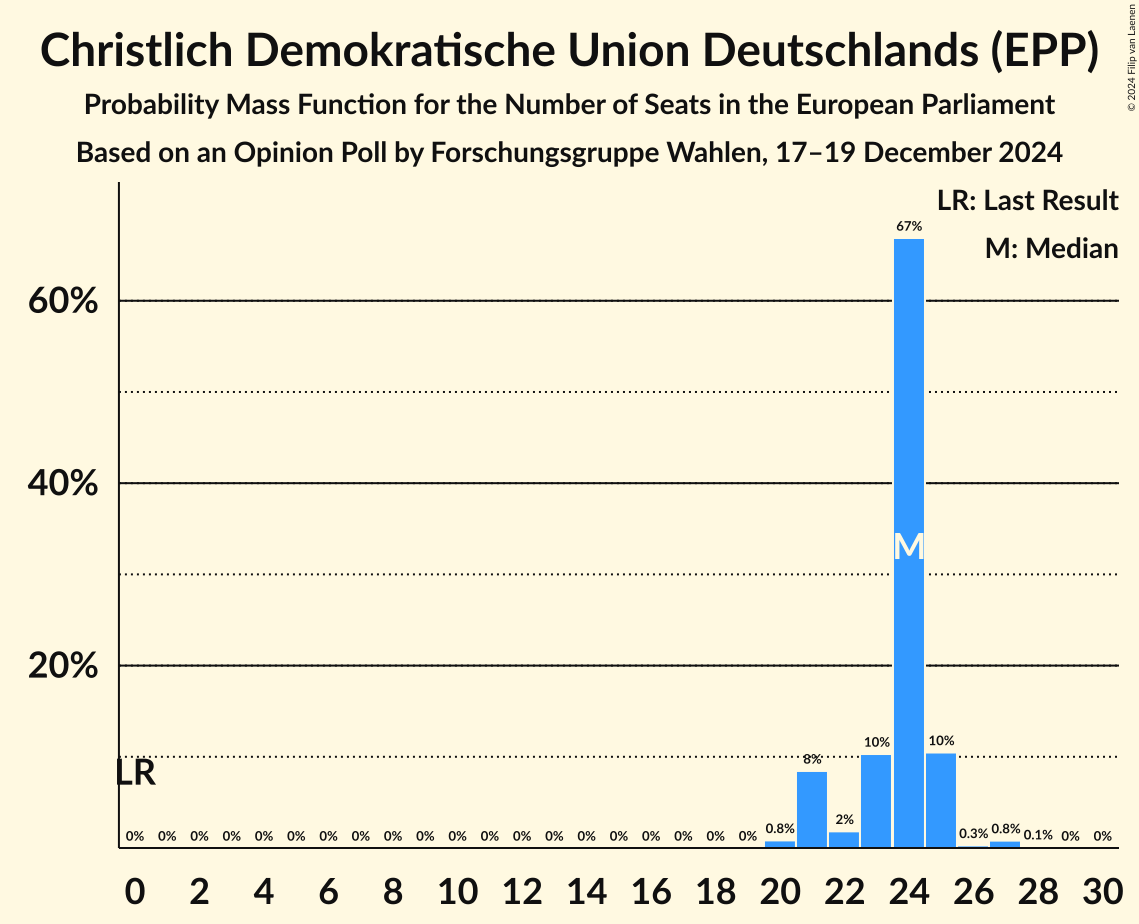 Christlich Demokratische Union Deutschlands (EPP)
Probability Mass Function for the Number of Seats in the European Parliament
Based on an Opinion Poll by Forschungsgruppe Wahlen, 17–19 December 2024
© 2024 Filip van Laenen
LR: Last Result
M: Median
67%
60%
40%
M
20%
10% 10%
8%
LR
2%
0% 0% 0% 0% 0% 0% 0% 0% 0% 0% 0% 0% 0% 0% 0% 0% 0% 0% 0% 0% 0.8% 0.3% 0.8% 0.1% 0% 0%
0 2 4 6 8 10 12 14 16 18 20 22 24 26 28 30